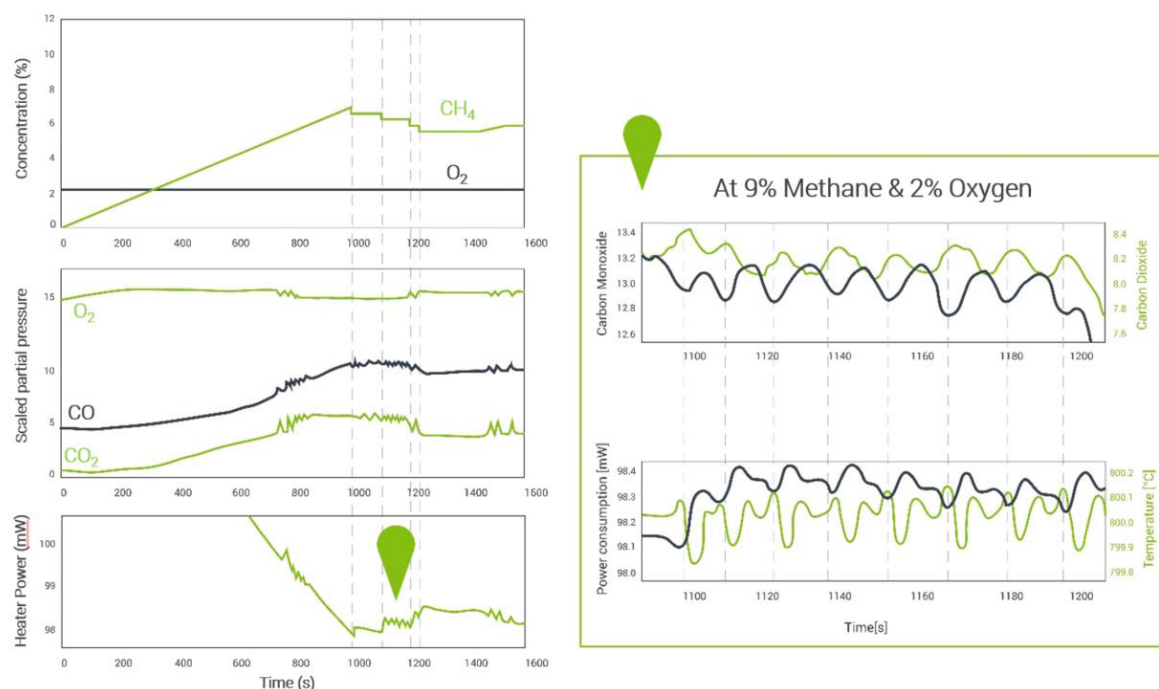 Concentration (%)
12
10
8
6
4
2
0
CH₄
O₂
0 200 400 600 800 1000 1200 1400 1600
Scaled partial pressure
15
10
5
0
O₂
CO
CO₂
0 200 400 600 800 1000 1200 1400 1600
Heater Power (mW)
100
99
98
0 200 400 600 800 1000 1200 1400 1600
Time (s)
At 9% Methane & 2% Oxygen
Carbon Monoxide
13.4
13.2
13.0
12.8
12.6
8.4
8.2
8.0
7.8
7.6
Carbon Dioxide
1100 1120 1140 1160 1180 1200
Power consumption [mW]
98.4
98.3
98.2
98.1
98.0
800.2
800.1
800.0
799.9
799.8
Temperature [°C]
1100 1120 1140 1160 1180 1200
Time[s]